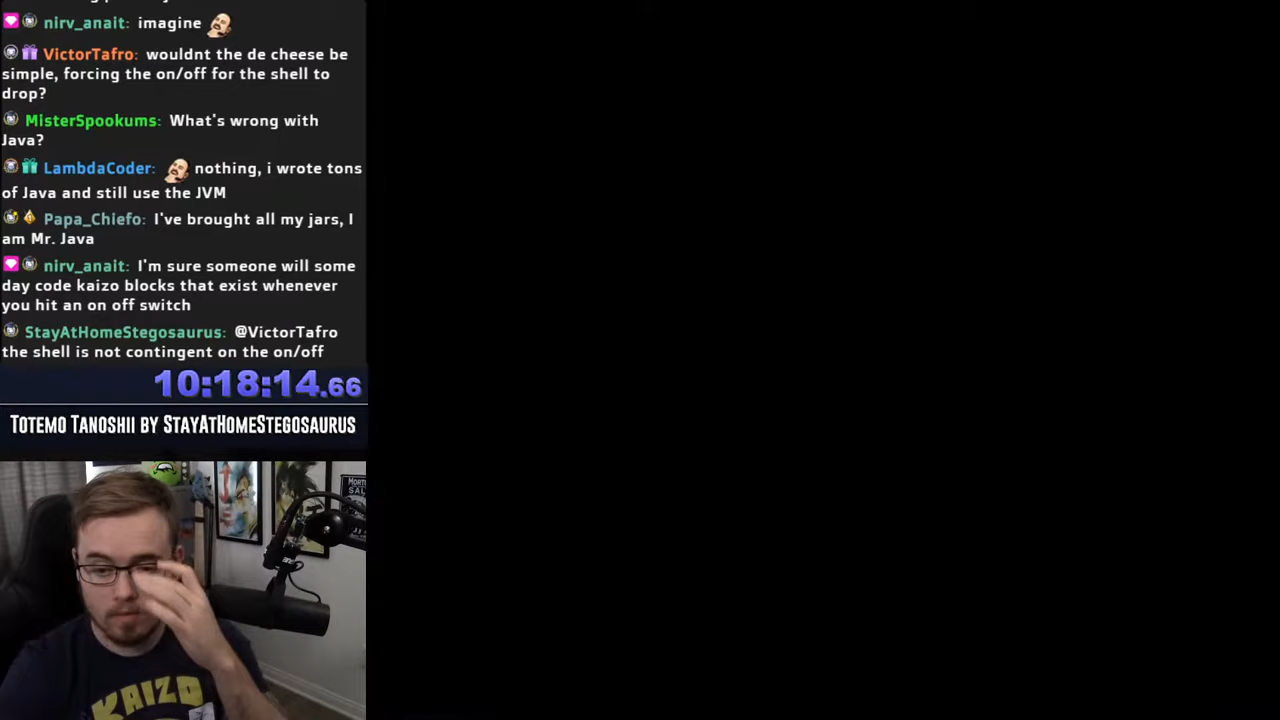 nirv_anait: imagine
VictorTafro: wouldnt the de cheese be
simple, forcing the on/off for the shell to
drop?
MisterSpookums: What's wrong with
Java?
LambdaCoder: nothing, i wrote tons
of Java and still use the JVM
Papa_Chiefo: I've brought all my jars, I
am Mr. Java
nirv_anait: I'm sure someone will some
day code kaizo blocks that exist whenever
you hit an on off switch
StayAtHomeStegosaurus: @VictorTafro
the shell is not contingent on the on/off
10:18:14.66
TOTEMO TANOSHII BY STAYATHOMESTEGOSAURUS
KAIZO